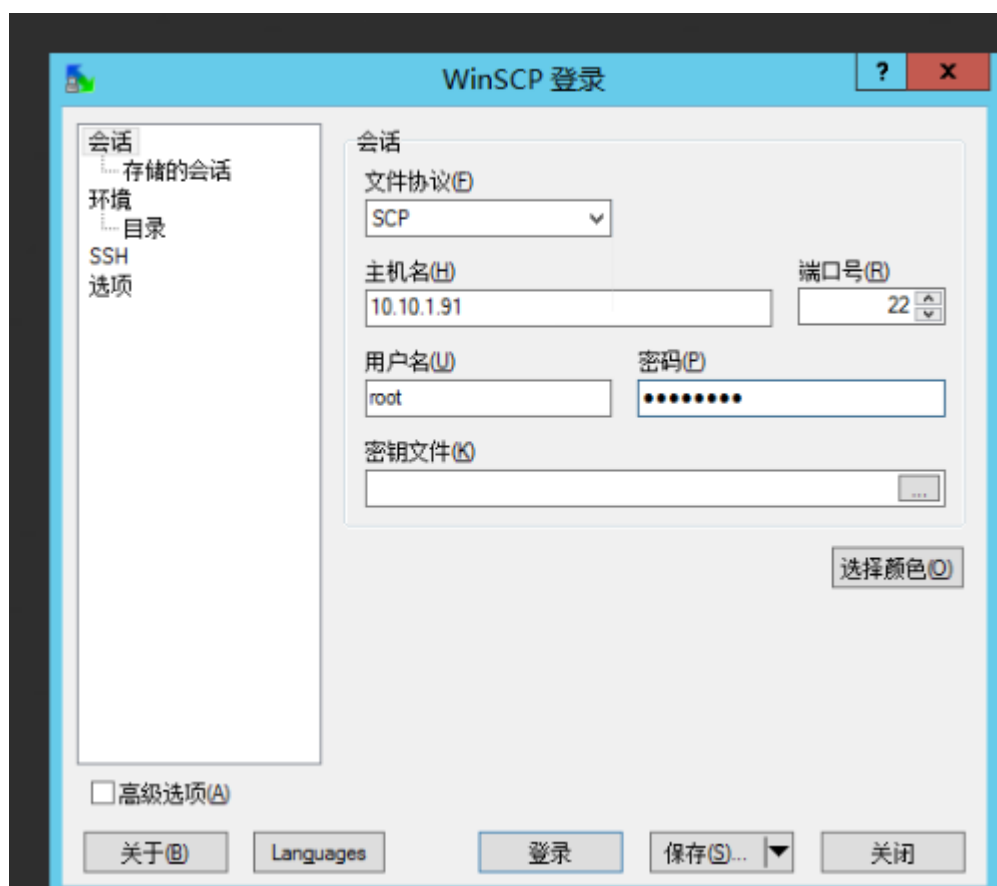 WinSCP 登录
?
x
会话
存储的会话
环境
目录
SSH
选项
会话
文件协议(F)
SCP
主机名(H)
端口号(R)
10.10.1.91
22
用户名(U)
密码(P)
root
●●●●●●●●
密钥文件(K)
...
选择颜色(O)
高级选项(A)
关于(B)
Languages
登录
保存(S)...
关闭